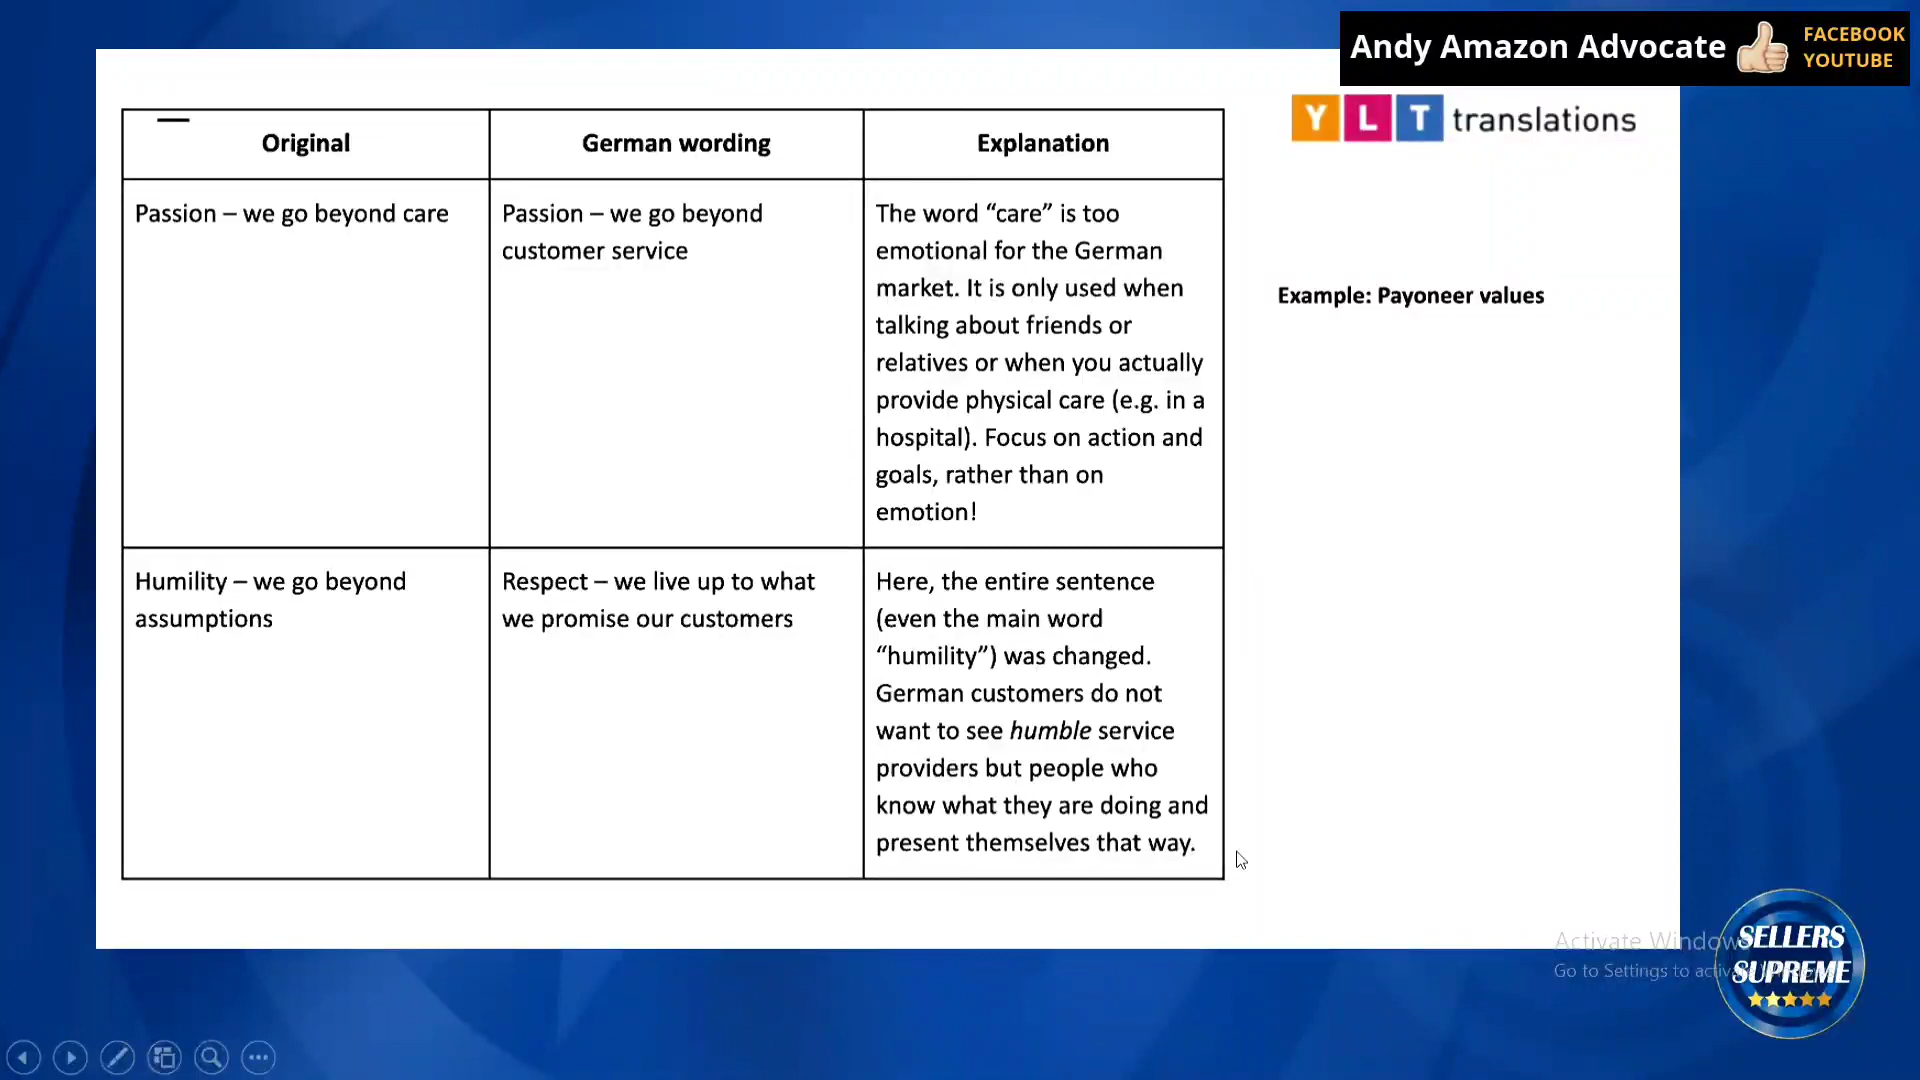 Andy Amazon Advocate
FACEBOOK
YOUTUBE
Y L T translations
Original
German wording
Explanation
Passion – we go beyond care
Passion – we go beyond
customer service
The word “care” is too
emotional for the German
market. It is only used when
talking about friends or
relatives or when you actually
provide physical care (e.g. in a
hospital). Focus on action and
goals, rather than on
emotion!
Humility – we go beyond
assumptions
Respect – we live up to what
we promise our customers
Here, the entire sentence
(even the main word
“humility”) was changed.
German customers do not
want to see humble service
providers but people who
know what they are doing and
present themselves that way.
Example: Payoneer values
Activate Windows
Go to Settings to
SELLERS
SUPREME